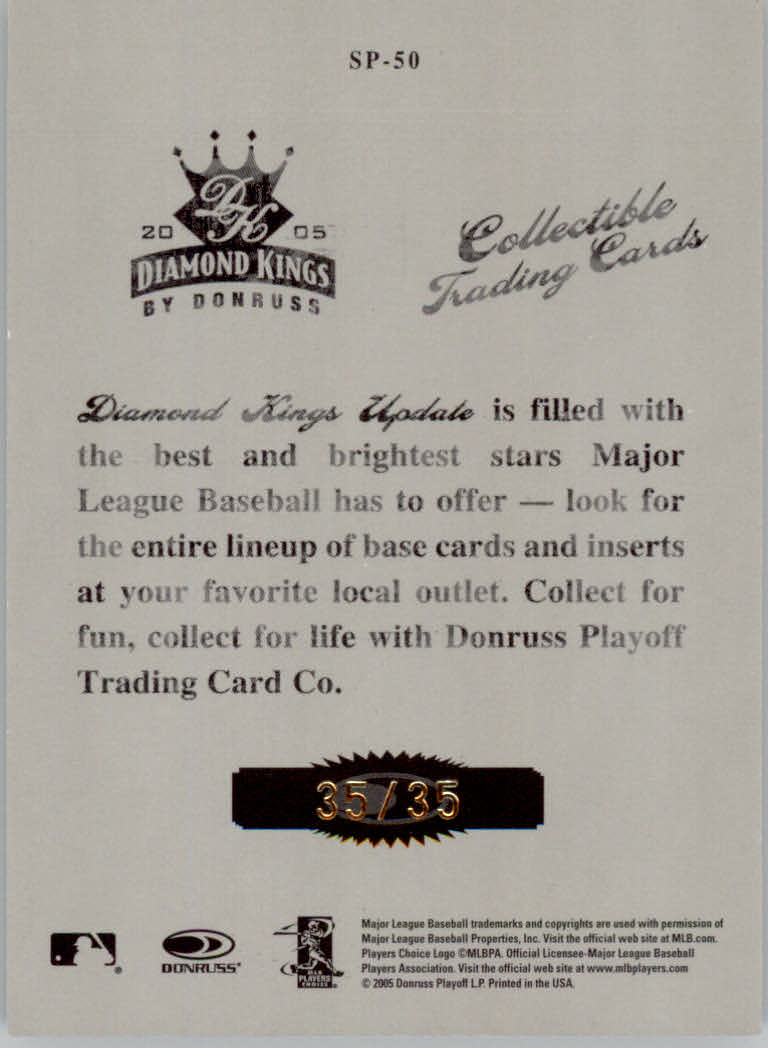 SP-50
DK
20 05
DIAMOND KINGS
BY DONRUSS
Collectible
Trading Cards
Diamond Kings Update is filled with
the best and brightest stars Major
League Baseball has to offer — look for
the entire lineup of base cards and inserts
at your favorite local outlet. Collect for
fun, collect for life with Donruss Playoff
Trading Card Co.
35/35
DONRUSS
MLB
PLAYERS
CHOICE
Major League Baseball trademarks and copyrights are used with permission of
Major League Baseball Properties, Inc. Visit the official web site at MLB.com.
Players Choice Logo ©MLBPA. Official Licensee-Major League Baseball
Players Association. Visit the official web site at www.mlbplayers.com
© 2005 Donruss Playoff L.P. Printed in the USA.